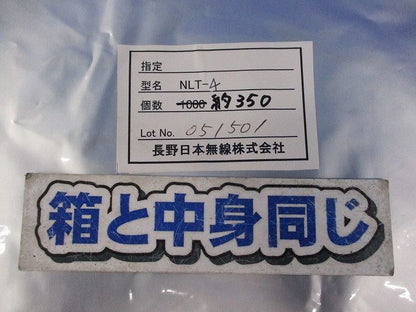 指定
型名 NLT-4
個数 1000 約350
Lot No. 051501
長野日本無線株式会社
箱と中身同じ